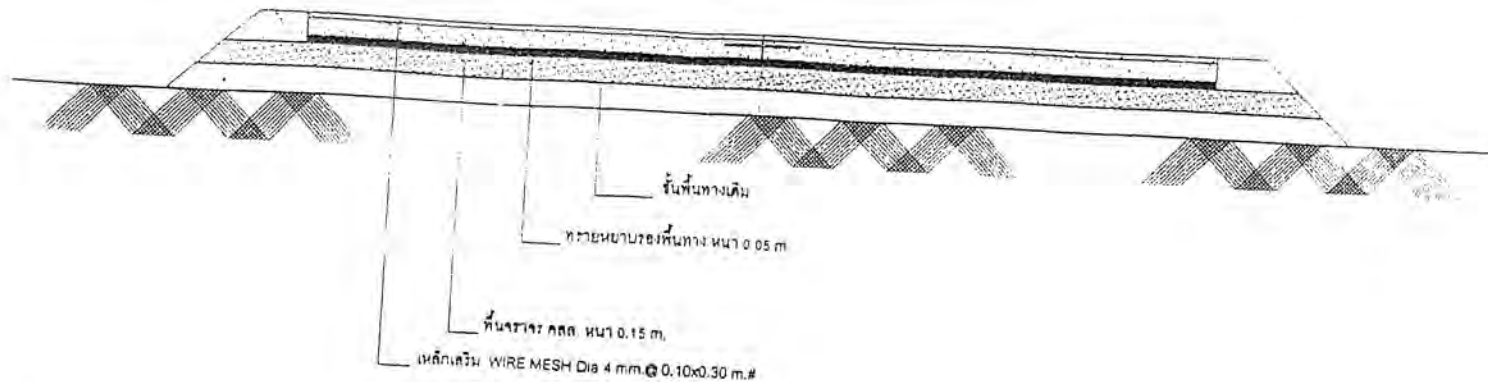 ชั้นพื้นทางเดิม
ทรายหยาบรองพื้นทาง หนา 0.05 m
พื้นจราจร คสล. หนา 0.15 m.
เหล็กเสริม WIRE MESH Dia 4 mm.@ 0.10x0.30 m.#